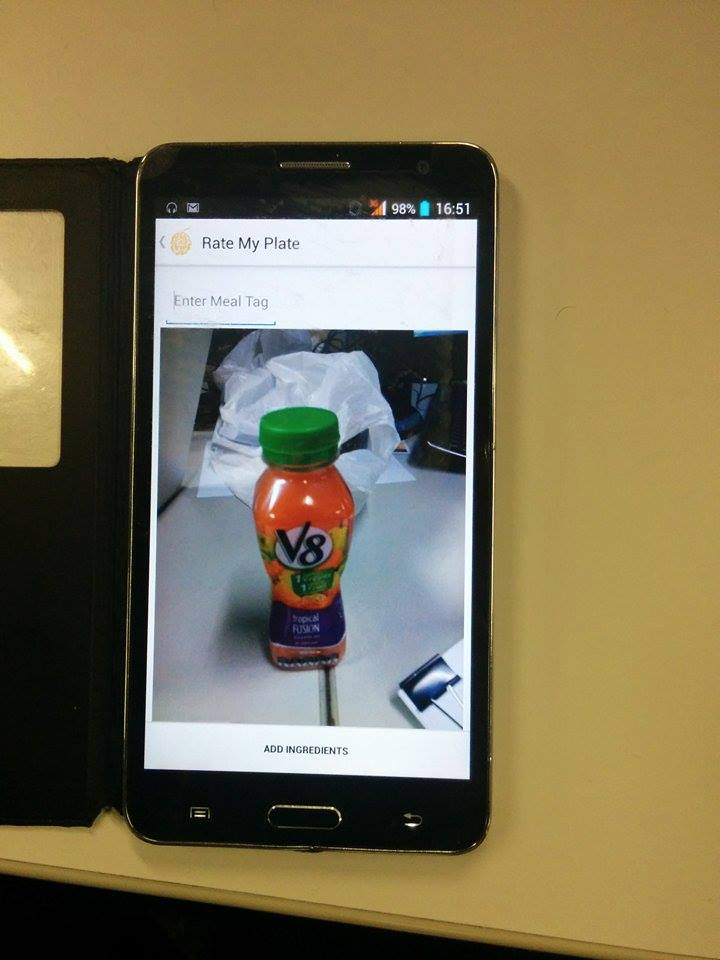 98% 16:51
Rate My Plate
Enter Meal Tag
V8
tropical
FUSION
ADD INGREDIENTS